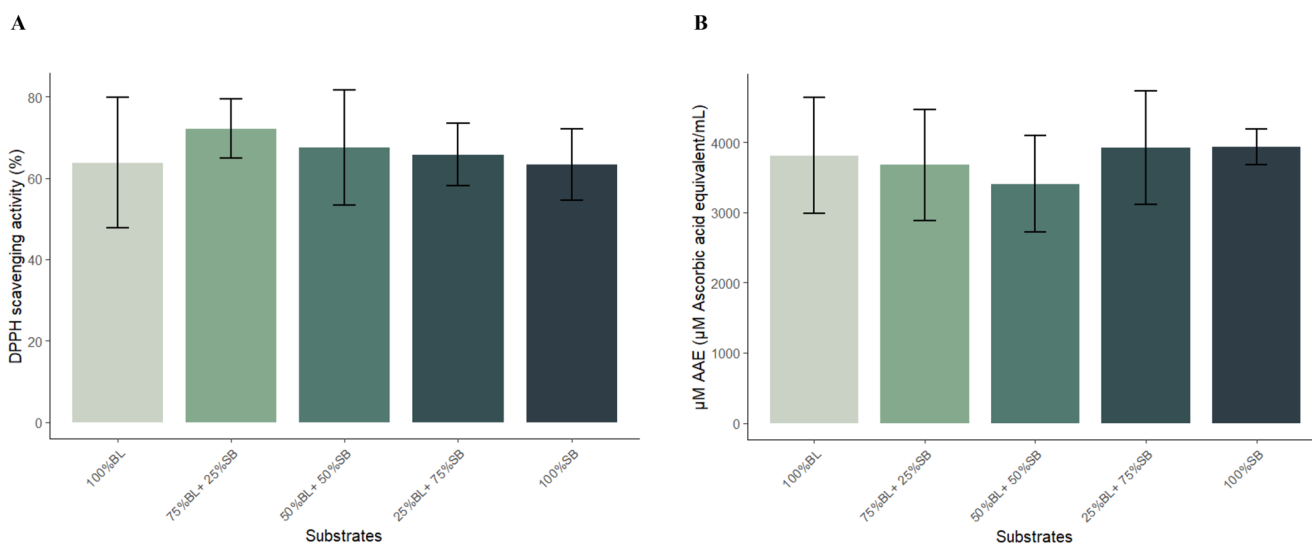 A
DPPH scavenging activity (%)
80
60
40
20
0
100%BL
75%BL+ 25%SB
50%BL+ 50%SB
25%BL+ 75%SB
100%SB
Substrates
B
µM AAE (µM Ascorbic acid equivalent/mL)
4000
3000
2000
1000
0
100%BL
75%BL+ 25%SB
50%BL+ 50%SB
25%BL+ 75%SB
100%SB
Substrates